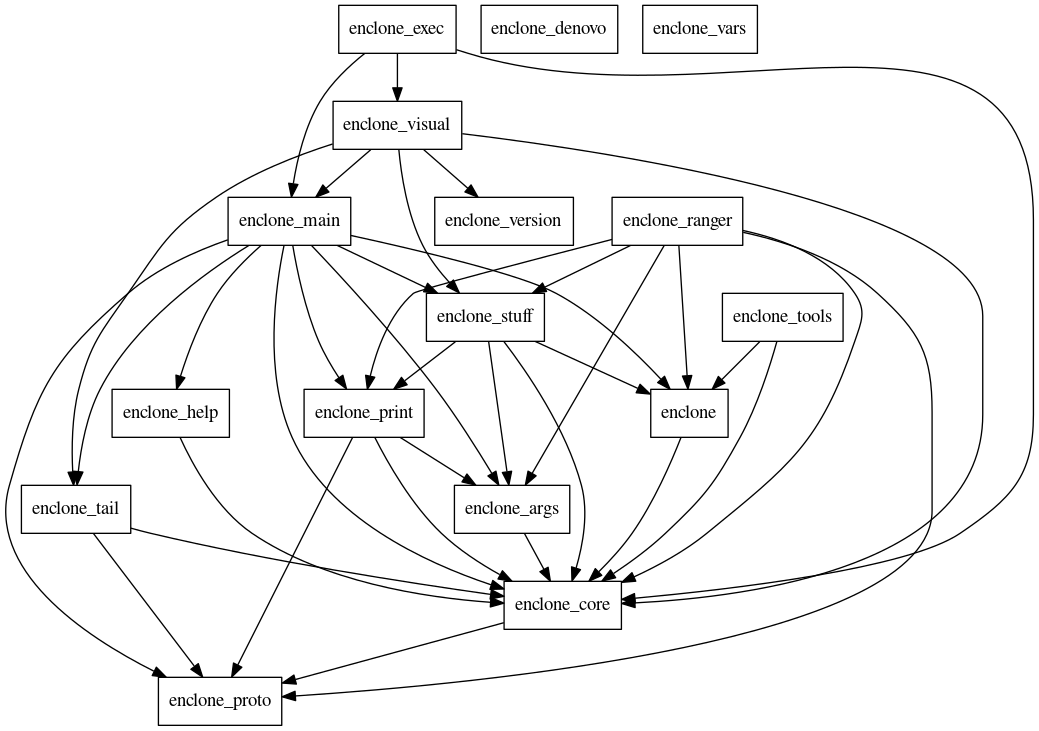 enclone_exec
enclone_denovo
enclone_vars
enclone_visual
enclone_main
enclone_version
enclone_ranger
enclone_stuff
enclone_tools
enclone_help
enclone_print
enclone
enclone_tail
enclone_args
enclone_core
enclone_proto